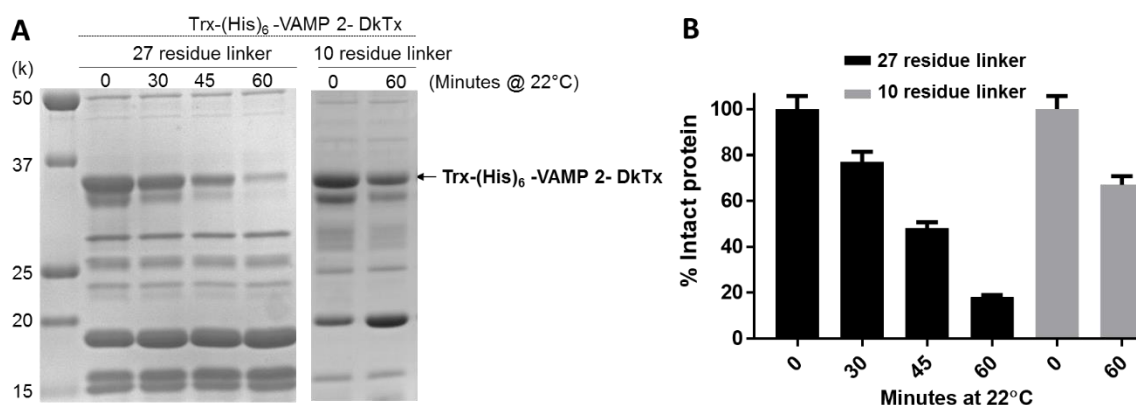 A
Trx-(His)6 -VAMP 2- DkTx
27 residue linker 10 residue linker
(k) 0 30 45 60 0 60 (Minutes @ 22°C)
50
37
Trx-(His)6 -VAMP 2- DkTx
25
20
15
B
27 residue linker
10 residue linker
% Intact protein
100
80
60
40
20
0
0 30 45 60 0 60
Minutes at 22°C